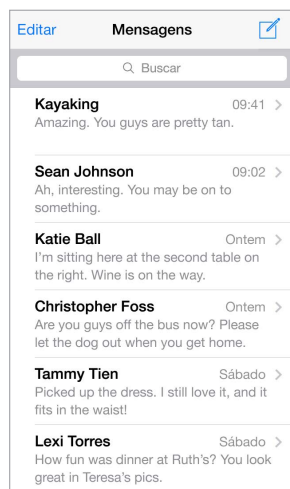 Editar Mensagens
Buscar
Kayaking 09:41
Amazing. You guys are pretty tan.
Sean Johnson 09:02
Ah, interesting. You may be on to
something.
Katie Ball Ontem
I'm sitting here at the second table on
the right. Wine is on the way.
Christopher Foss Ontem
Are you guys off the bus now? Please
let the dog out when you get home.
Tammy Tien Sábado
Picked up the dress. I still love it, and it
fits in the waist!
Lexi Torres Sábado
How fun was dinner at Ruth's? You look
great in Teresa's pics.